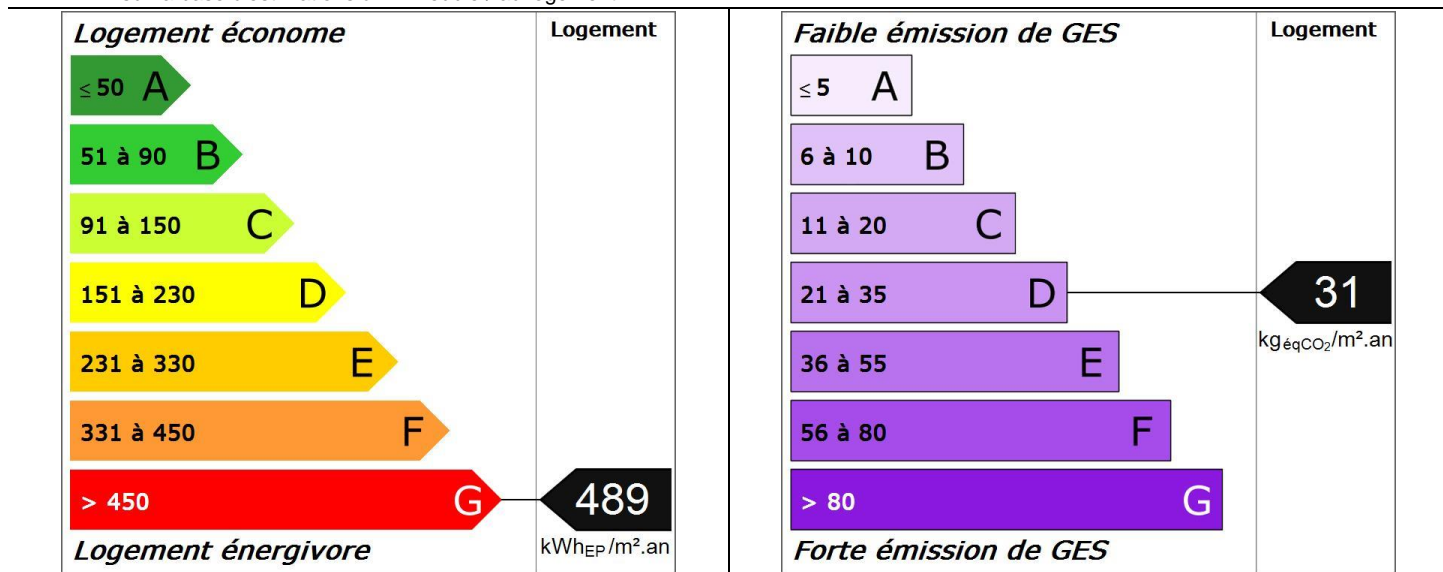 Logement économe
Logement
≤ 50 A
51 à 90 B
91 à 150 C
151 à 230 D
231 à 330 E
331 à 450 F
> 450 G
489
kWhEP/m².an
Logement énergivore
Faible émission de GES
Logement
≤ 5 A
6 à 10 B
11 à 20 C
21 à 35 D
31
kgéqCO₂/m².an
36 à 55 E
56 à 80 F
> 80 G
Forte émission de GES